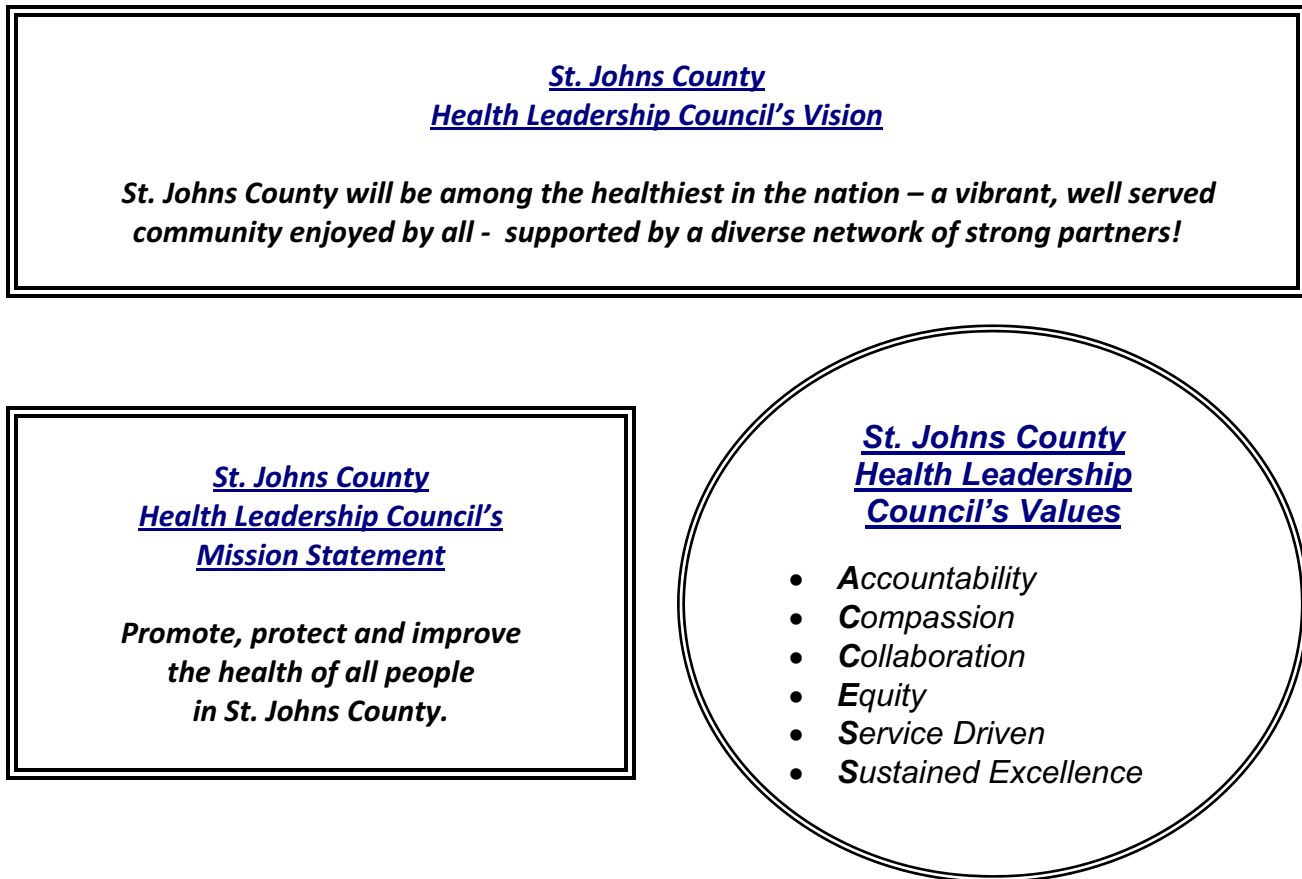 St. Johns County
Health Leadership Council’s Vision
St. Johns County will be among the healthiest in the nation – a vibrant, well served
community enjoyed by all - supported by a diverse network of strong partners!
St. Johns County
Health Leadership Council’s
Mission Statement
Promote, protect and improve
the health of all people
in St. Johns County.
St. Johns County
Health Leadership
Council’s Values
• Accountability
• Compassion
• Collaboration
• Equity
• Service Driven
• Sustained Excellence